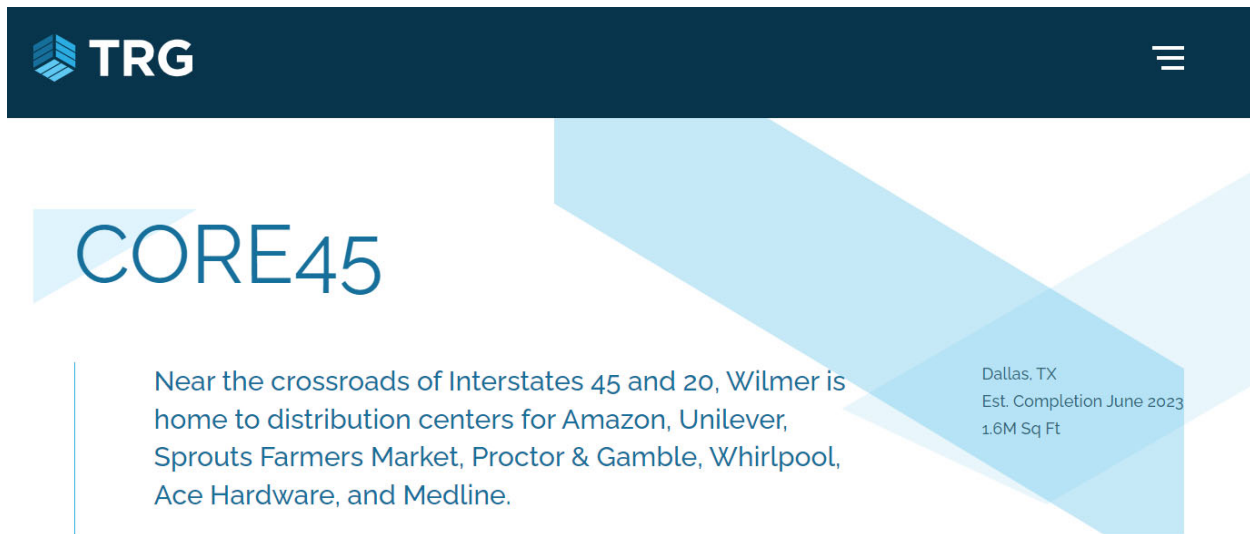 TRG
CORE45
Near the crossroads of Interstates 45 and 20, Wilmer is
home to distribution centers for Amazon, Unilever,
Sprouts Farmers Market, Proctor & Gamble, Whirlpool,
Ace Hardware, and Medline.
Dallas, TX
Est. Completion June 2023
1.6M Sq Ft